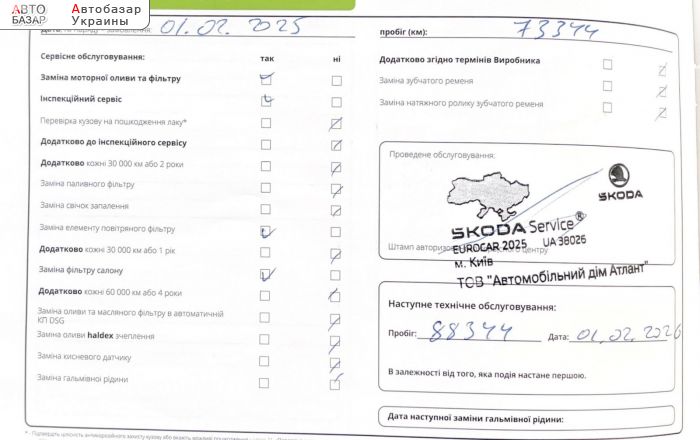 АВТО БАЗАР
Автобазар Украины
01.02.2025
пробіг (км): 73344
Сервісне обслуговування: так ні
Заміна моторної оливи та фільтру
Інспекційний сервіс
Перевірка кузову на пошкодження лаку*
Додатково до інспекційного сервісу
Додатково кожні 30 000 км або 2 роки
Заміна паливного фільтру
Заміна свічок запалення
Заміна елементу повітряного фільтру
Додатково кожні 30 000 км або 1 рік
Заміна фільтру салону
Додатково кожні 60 000 км або 4 роки
Заміна оливи та масляного фільтру в автоматичній
КП DSG
Заміна оливи haldex зчеплення
Заміна кисневого датчику
Заміна гальмівної рідини
Додатково згідно термінів Виробника
Заміна зубчатого ременя
Заміна натяжного ролику зубчатого ременя
Проведене обслуговування:
ŠKODA
ŠKODA Service®
Штамп авторизов центру
EUROCAR 2025 UA 38026
м. Київ
ТОВ "Автомобільний дім Атлант"
Наступне технічне обслуговування:
Пробіг: 88344 Дата: 01.02.2026
В залежності від того, яка подія настане першою.
Дата наступної заміни гальмівної рідини: